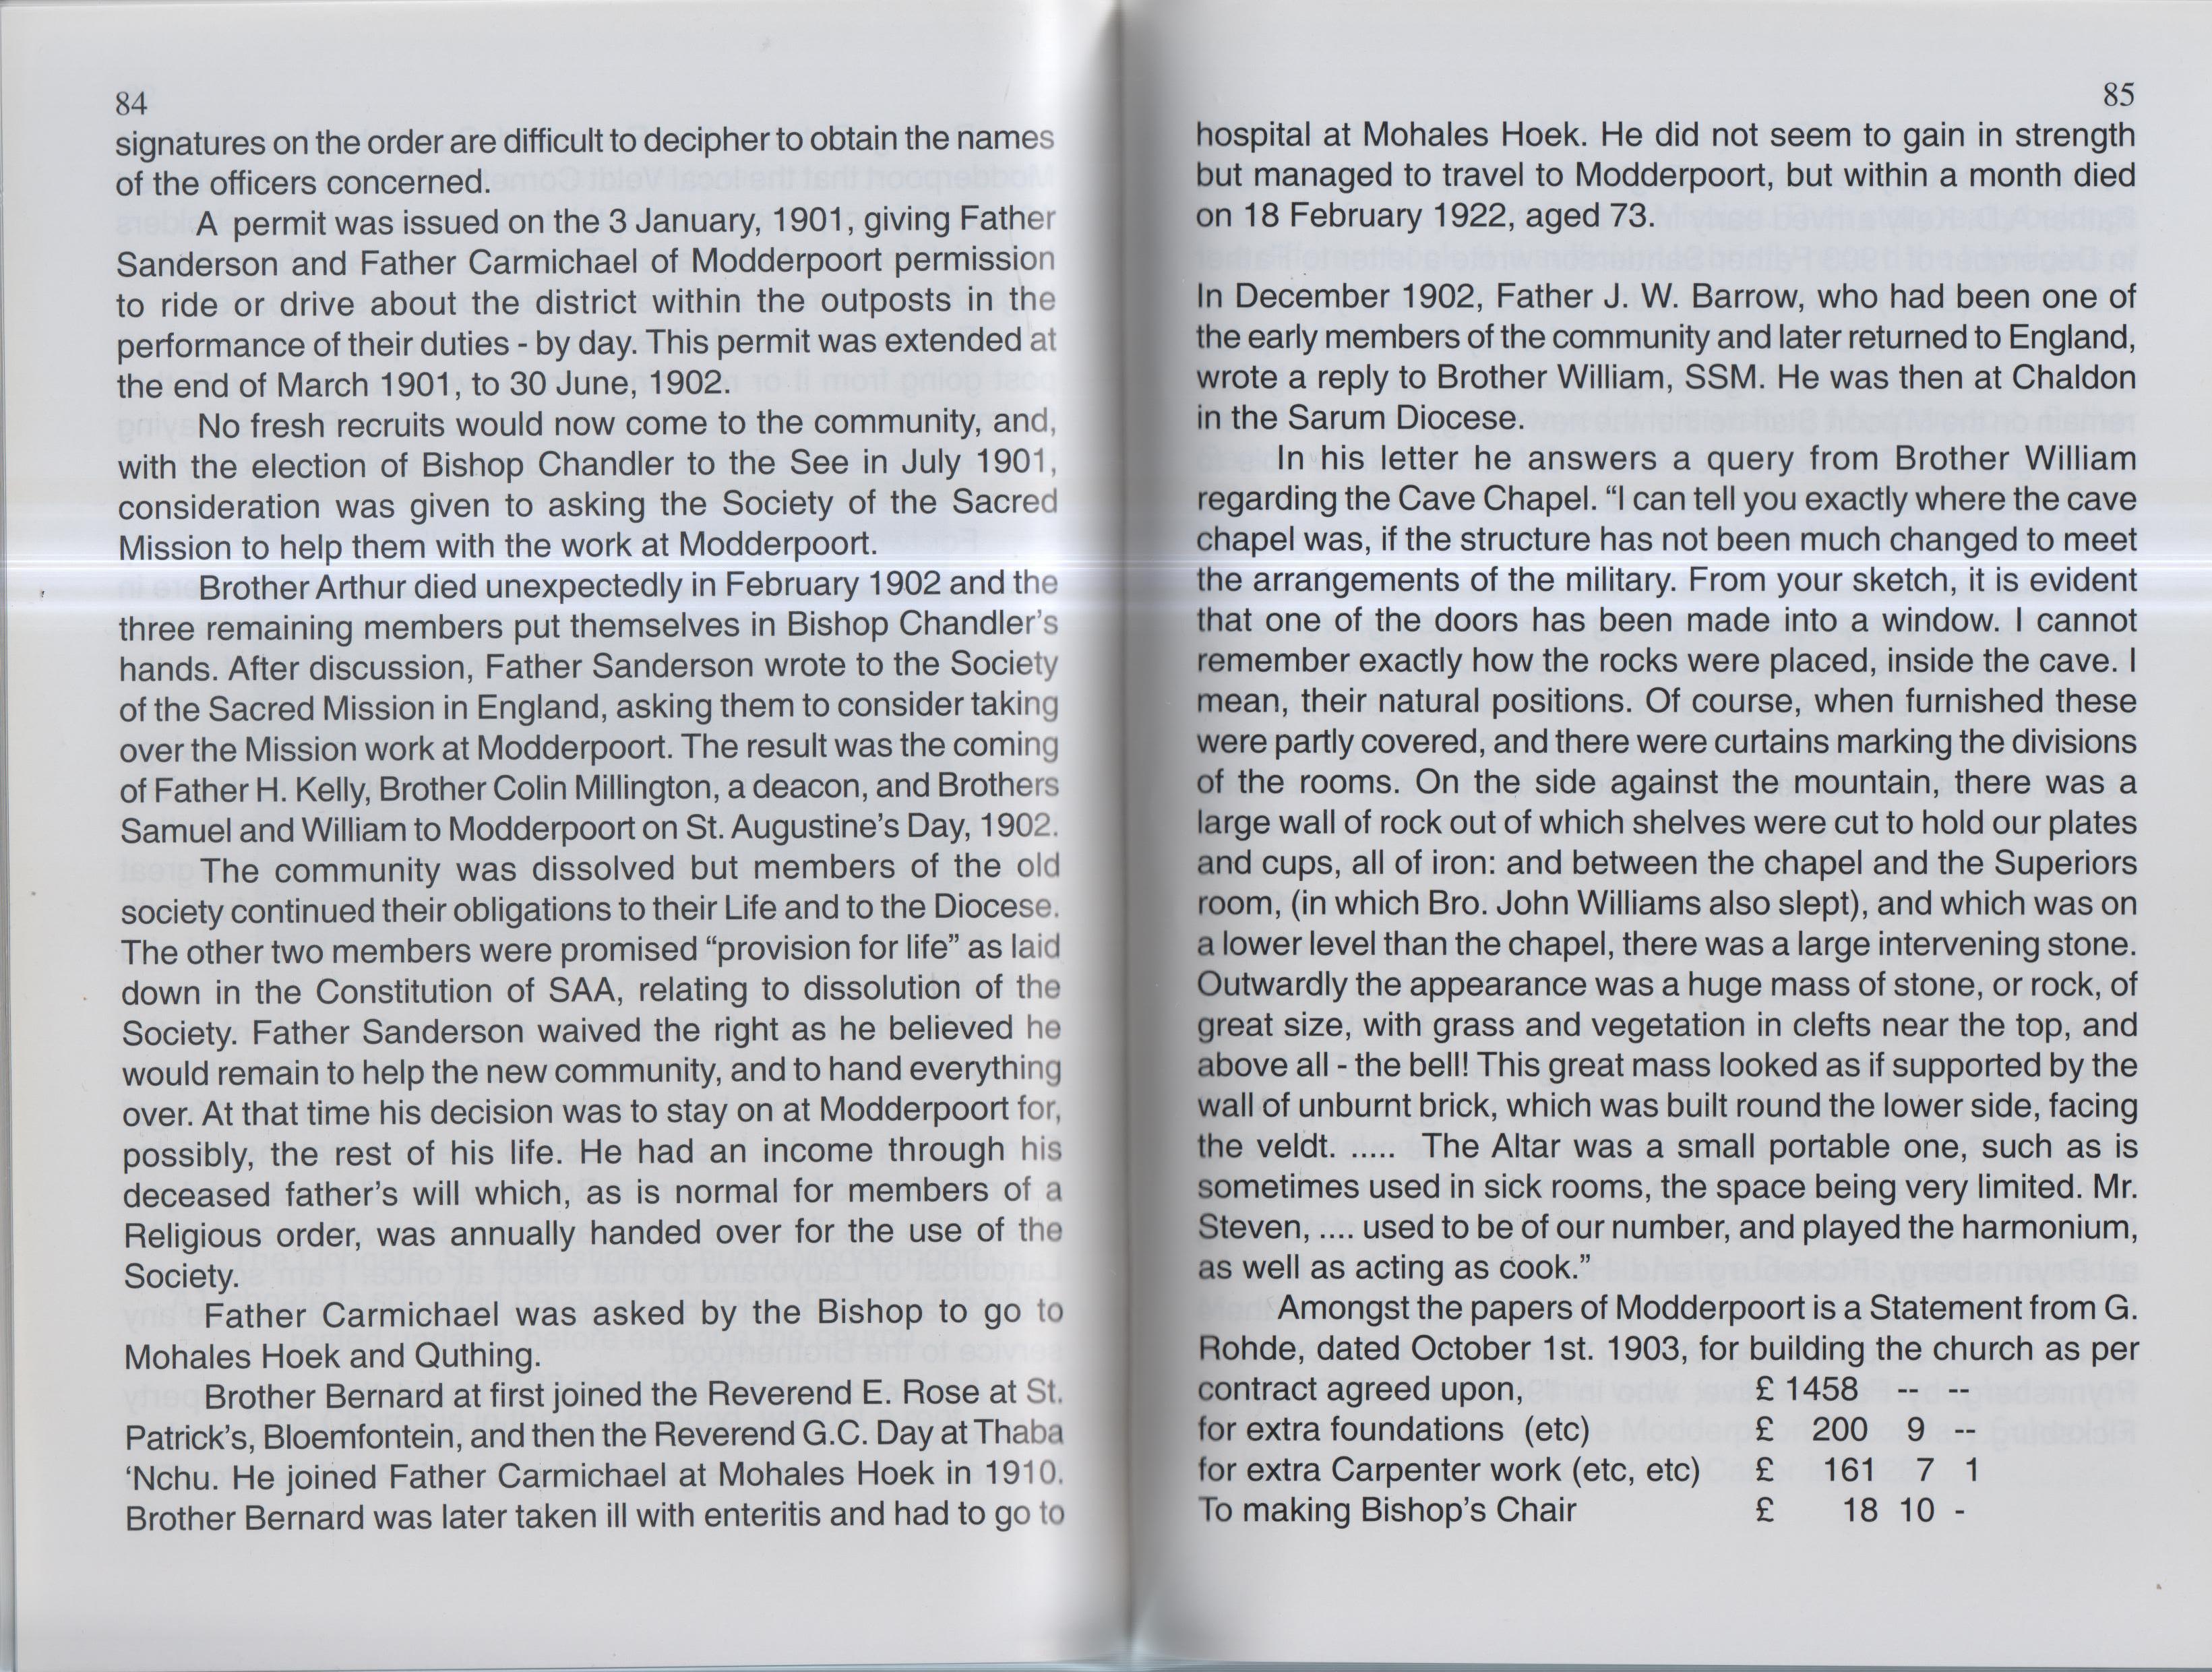 84
signatures on the order are difficult to decipher to obtain the names
of the officers concerned.
A permit was issued on the 3 January, 1901, giving Father
Sanderson and Father Carmichael of Modderpoort permission
to ride or drive about the district within the outposts in the
performance of their duties - by day. This permit was extended at
the end of March 1901, to 30 June, 1902.
No fresh recruits would now come to the community, and,
with the election of Bishop Chandler to the See in July 1901,
consideration was given to asking the Society of the Sacred
Mission to help them with the work at Modderpoort.
Brother Arthur died unexpectedly in February 1902 and the
three remaining members put themselves in Bishop Chandler's
hands. After discussion, Father Sanderson wrote to the Society
of the Sacred Mission in England, asking them to consider taking
over the Mission work at Modderpoort. The result was the coming
of Father H. Kelly, Brother Colin Millington, a deacon, and Brothers
Samuel and William to Modderpoort on St. Augustine's Day, 1902.
The community was dissolved but members of the old
society continued their obligations to their Life and to the Diocese.
The other two members were promised “provision for life” as laid
down in the Constitution of SAA, relating to dissolution of the
Society. Father Sanderson waived the right as he believed he
would remain to help the new community, and to hand everything
over. At that time his decision was to stay on at Modderpoort for,
possibly, the rest of his life. He had an income through his
deceased father's will which, as is normal for members of a
Religious order, was annually handed over for the use of the
Society.
Father Carmichael was asked by the Bishop to go to
Mohales Hoek and Quthing.
Brother Bernard at first joined the Reverend E. Rose at St.
Patrick's, Bloemfontein, and then the Reverend G.C. Day at Thaba
‘Nchu. He joined Father Carmichael at Mohales Hoek in 1910.
Brother Bernard was later taken ill with enteritis and had to go to
85
hospital at Mohales Hoek. He did not seem to gain in strength
but managed to travel to Modderpoort, but within a month died
on 18 February 1922, aged 73.
In December 1902, Father J. W. Barrow, who had been one of
the early members of the community and later returned to England,
wrote a reply to Brother William, SSM. He was then at Chaldon
in the Sarum Diocese.
In his letter he answers a query from Brother William
regarding the Cave Chapel. “I can tell you exactly where the cave
chapel was, if the structure has not been much changed to meet
the arrangements of the military. From your sketch, it is evident
that one of the doors has been made into a window. I cannot
remember exactly how the rocks were placed, inside the cave. I
mean, their natural positions. Of course, when furnished these
were partly covered, and there were curtains marking the divisions
of the rooms. On the side against the mountain, there was a
large wall of rock out of which shelves were cut to hold our plates
and cups, all of iron: and between the chapel and the Superiors
room, (in which Bro. John Williams also slept), and which was on
a lower level than the chapel, there was a large intervening stone.
Outwardly the appearance was a huge mass of stone, or rock, of
great size, with grass and vegetation in clefts near the top, and
above all - the bell! This great mass looked as if supported by the
wall of unburnt brick, which was built round the lower side, facing
the veldt. ..... The Altar was a small portable one, such as is
sometimes used in sick rooms, the space being very limited. Mr.
Steven, .... used to be of our number, and played the harmonium,
as well as acting as cook.”
Amongst the papers of Modderpoort is a Statement from G.
Rohde, dated October 1st. 1903, for building the church as per
contract agreed upon, £ 1458 -- --
for extra foundations (etc) £ 200 9 --
for extra Carpenter work (etc, etc) £ 161 7 1
To making Bishop's Chair £ 18 10 -